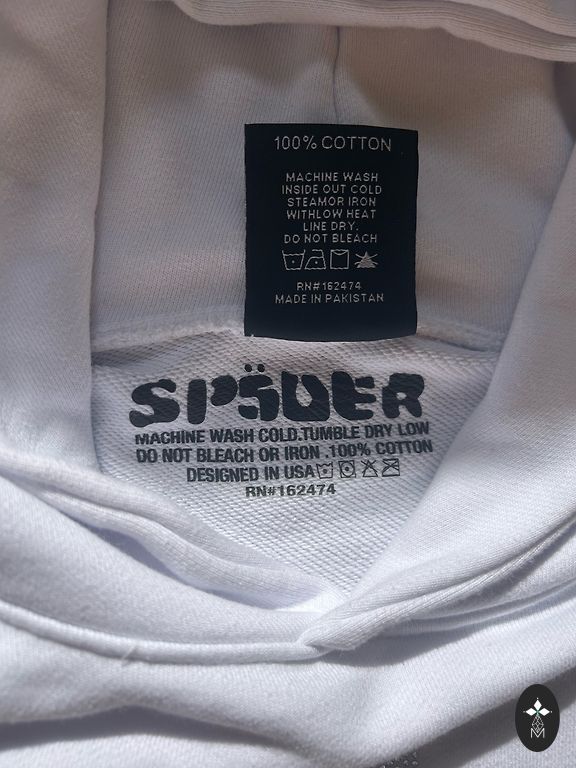 100% COTTON
MACHINE WASH
INSIDE OUT COLD
STEAMOR IRON
WITHLOW HEAT
LINE DRY.
DO NOT BLEACH
RN#162474
MADE IN PAKISTAN
SP5DER
MACHINE WASH COLD.TUMBLE DRY LOW
DO NOT BLEACH OR IRON .100% COTTON
DESIGNED IN USA
RN#162474
M